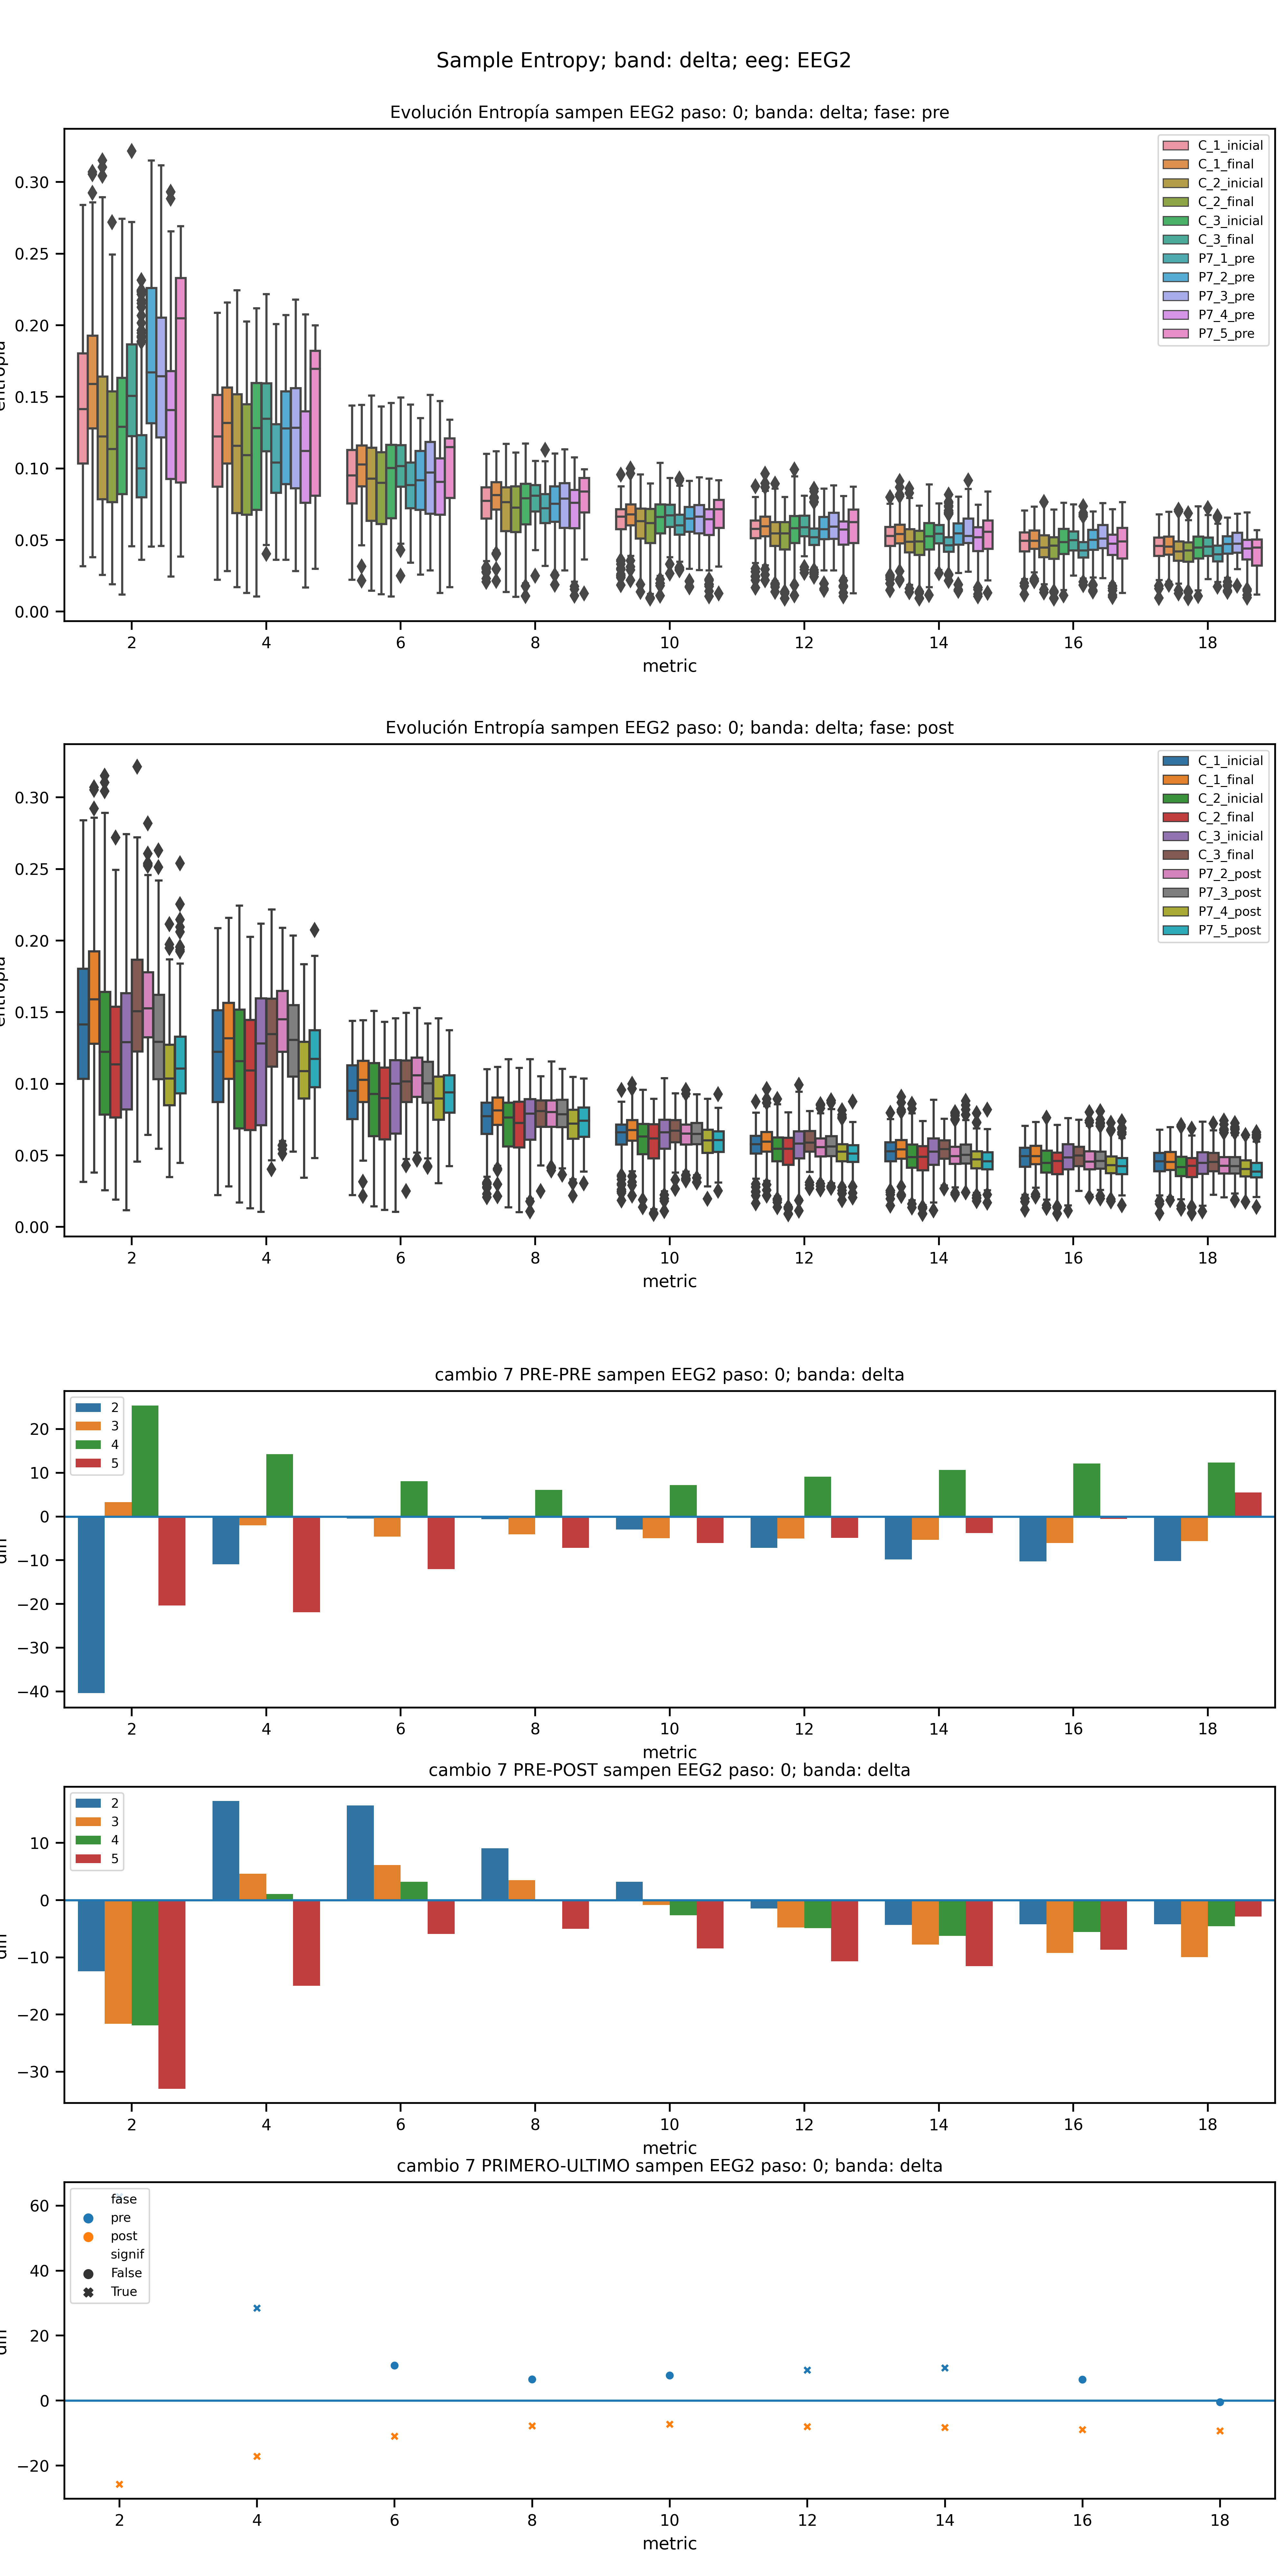 Sample Entropy; band: delta; eeg: EEG2
Evolución Entropía sampen EEG2 paso: 0; banda: delta; fase: pre
C_1_inicial
C_1_final
C_2_inicial
C_2_final
C_3_inicial
C_3_final
P7_1_pre
P7_2_pre
P7_3_pre
P7_4_pre
P7_5_pre
0.30
0.25
0.20
0.15
0.10
0.05
0.00
2 4 6 8 10 12 14 16 18
metric
Evolución Entropía sampen EEG2 paso: 0; banda: delta; fase: post
C_1_inicial
C_1_final
C_2_inicial
C_2_final
C_3_inicial
C_3_final
P7_2_post
P7_3_post
P7_4_post
P7_5_post
0.30
0.25
0.20
0.15
0.10
0.05
0.00
2 4 6 8 10 12 14 16 18
metric
cambio 7 PRE-PRE sampen EEG2 paso: 0; banda: delta
2
3
4
5
20
10
0
−10
−20
−30
−40
2 4 6 8 10 12 14 16 18
metric
cambio 7 PRE-POST sampen EEG2 paso: 0; banda: delta
2
3
4
5
10
0
−10
−20
−30
2 4 6 8 10 12 14 16 18
metric
cambio 7 PRIMERO-ULTIMO sampen EEG2 paso: 0; banda: delta
fase
pre
post
signif
False
True
60
40
20
0
−20
2 4 6 8 10 12 14 16 18
metric